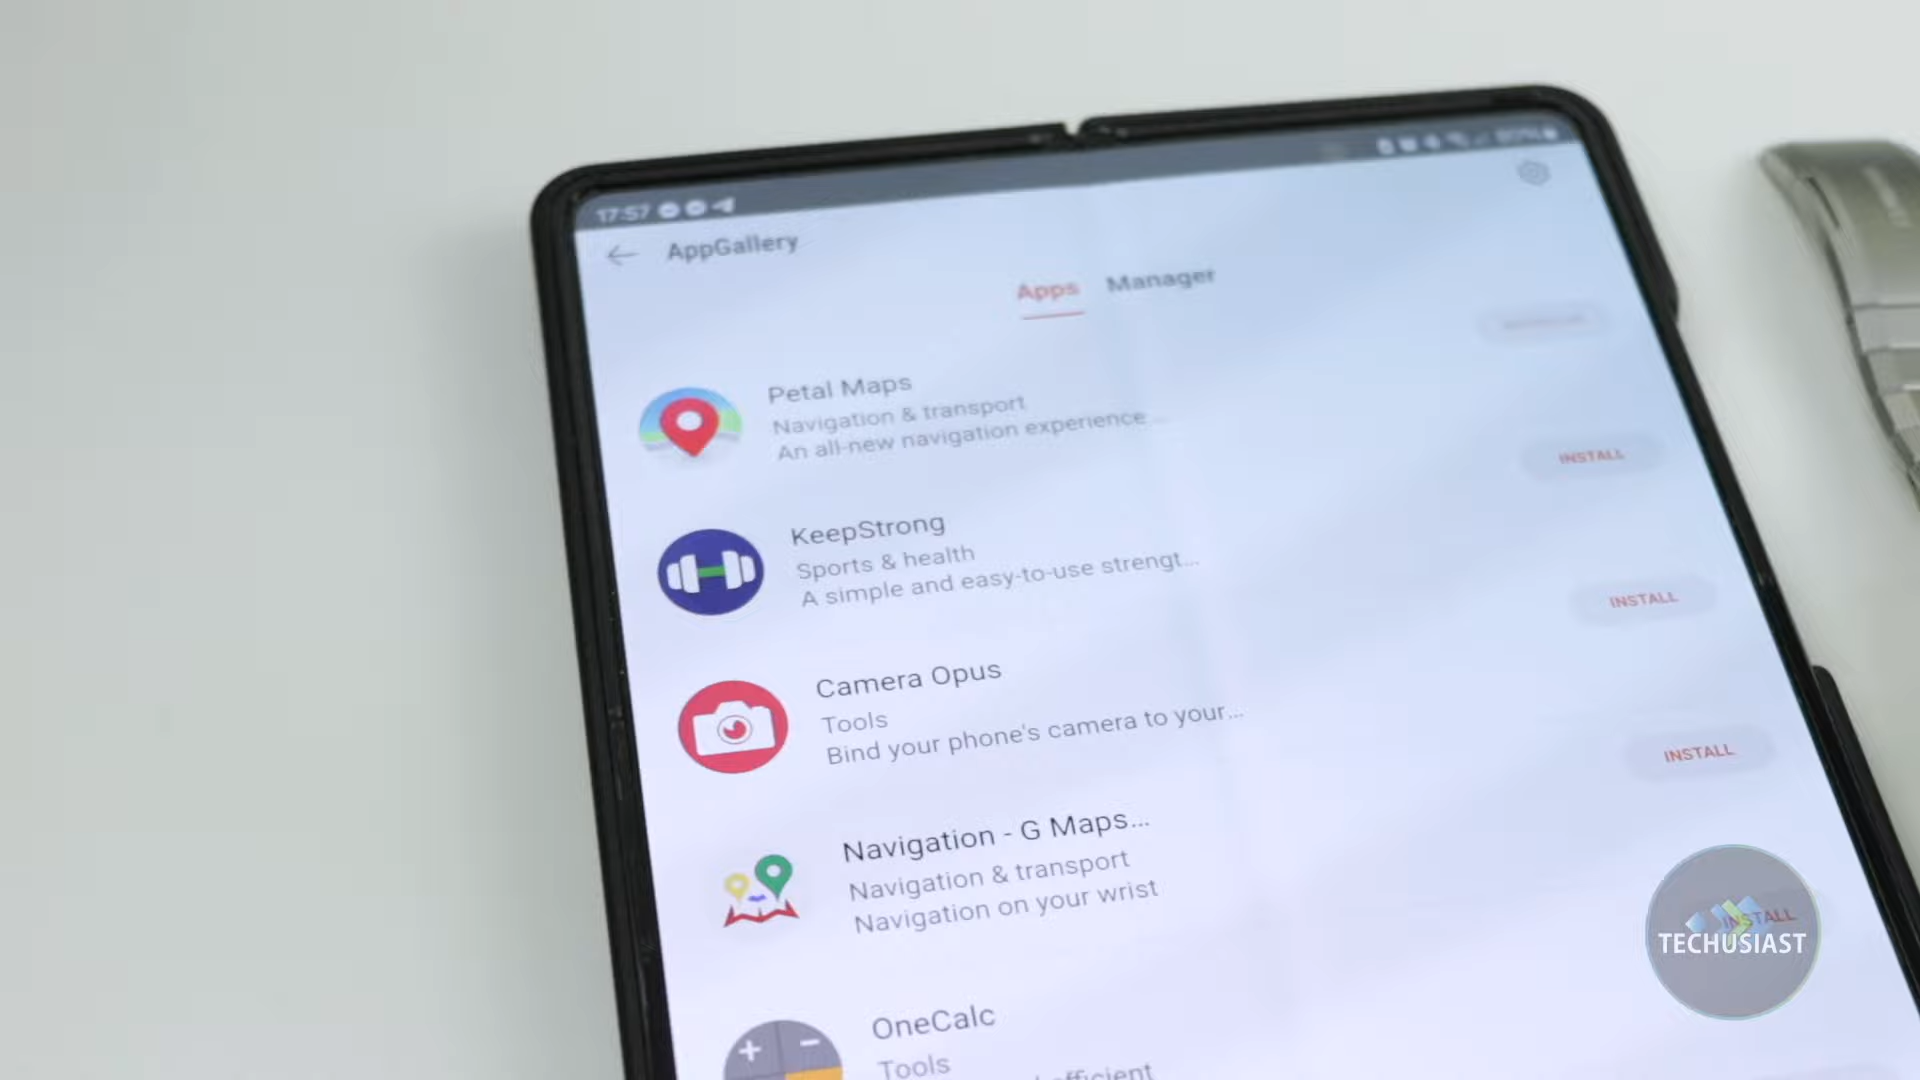 17:57
80%
AppGallery
Apps Manager
Petal Maps
Navigation & transport
An all-new navigation experience ...
INSTALL
KeepStrong
Sports & health
A simple and easy-to-use strengt...
INSTALL
Camera Opus
Tools
Bind your phone's camera to your...
INSTALL
Navigation - G Maps...
Navigation & transport
Navigation on your wrist
INSTALL
TECHUSIAST
OneCalc
Tools